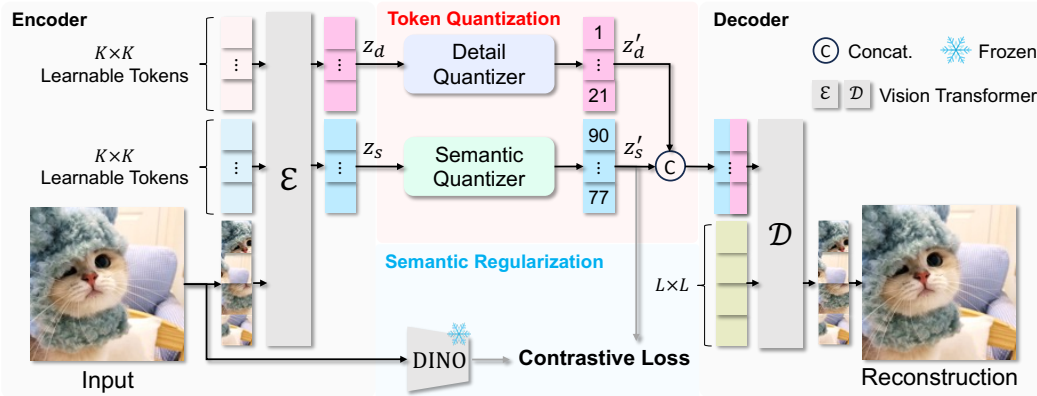 Encoder
Token Quantization
Decoder
K×K
Learnable Tokens
z_d
Detail
Quantizer
1
⋮
21
z'_d
C Concat.
Frozen
ℰ 𝒟 Vision Transformer
K×K
Learnable Tokens
ℰ
z_s
Semantic
Quantizer
90
⋮
77
z'_s
C
𝒟
Semantic Regularization
L×L
DINO
Contrastive Loss
Input
Reconstruction